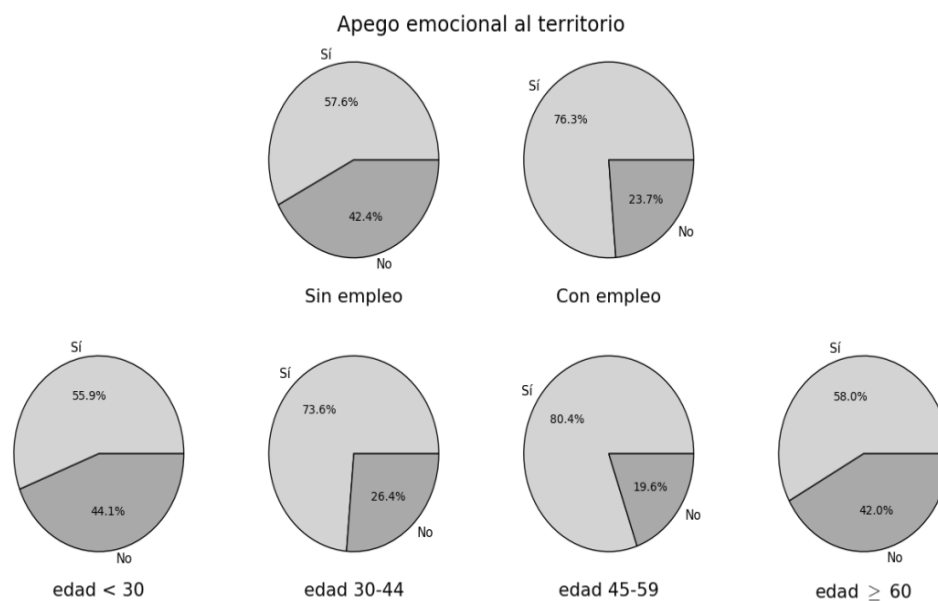 Apego emocional al territorio
Sí
57.6%
42.4%
No
Sin empleo
Sí
76.3%
23.7%
No
Con empleo
Sí
55.9%
44.1%
No
edad < 30
Sí
73.6%
26.4%
No
edad 30-44
Sí
80.4%
19.6%
No
edad 45-59
Sí
58.0%
42.0%
No
edad ≥ 60